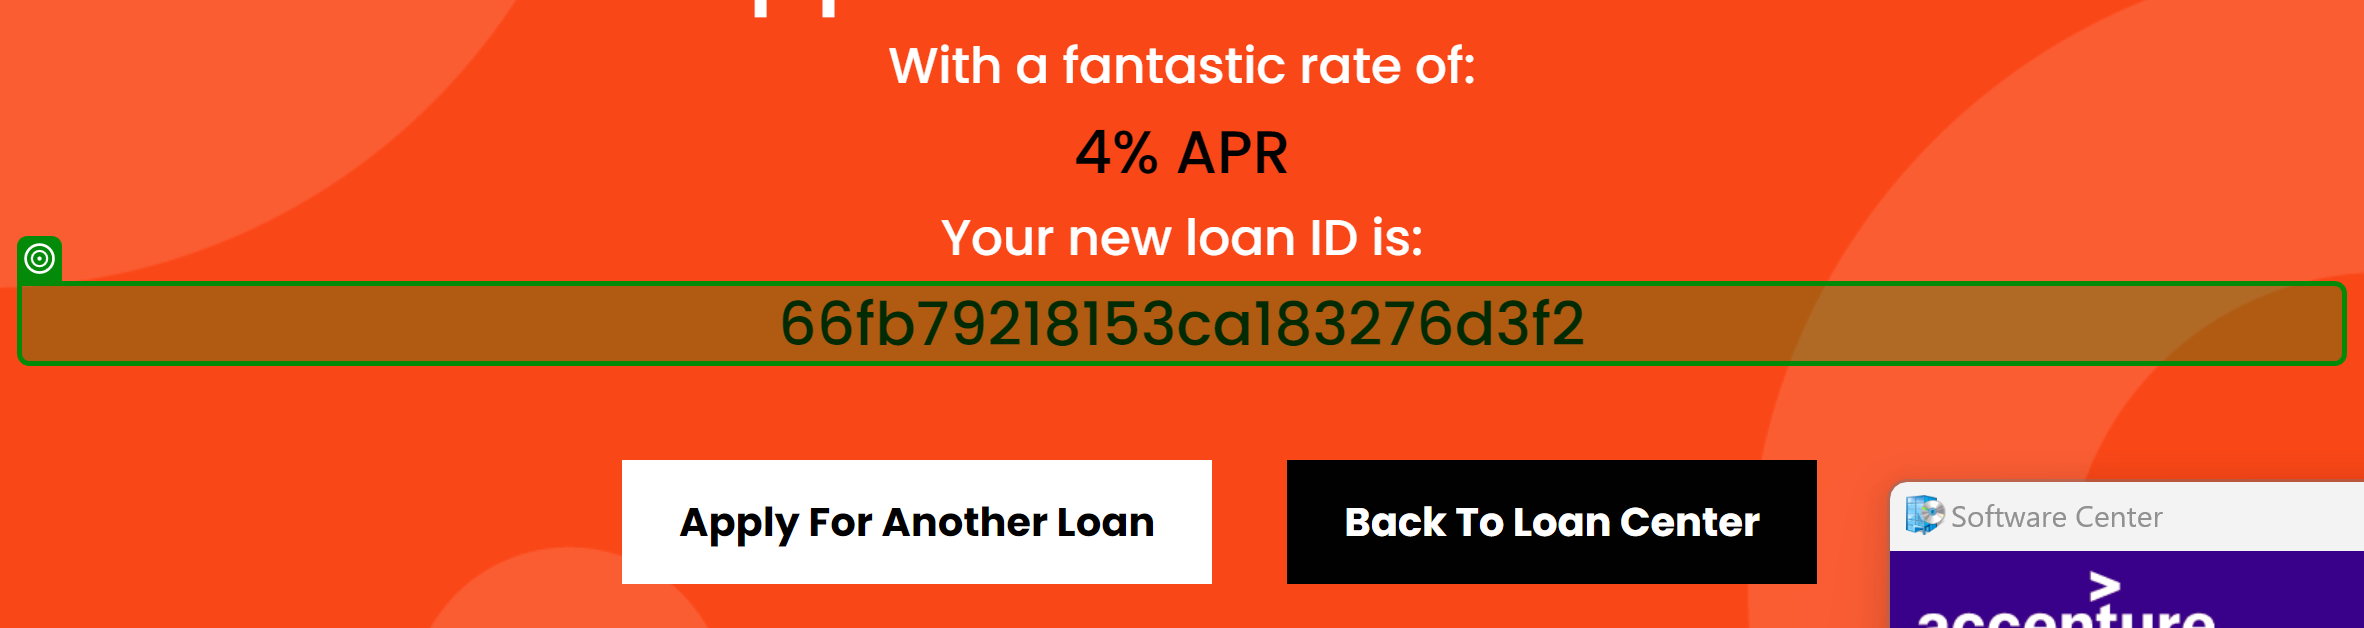 With a fantastic rate of:
4% APR
Your new loan ID is:
66fb79218153ca183276d3f2
Apply For Another Loan
Back To Loan Center
Software Center
>
accenture